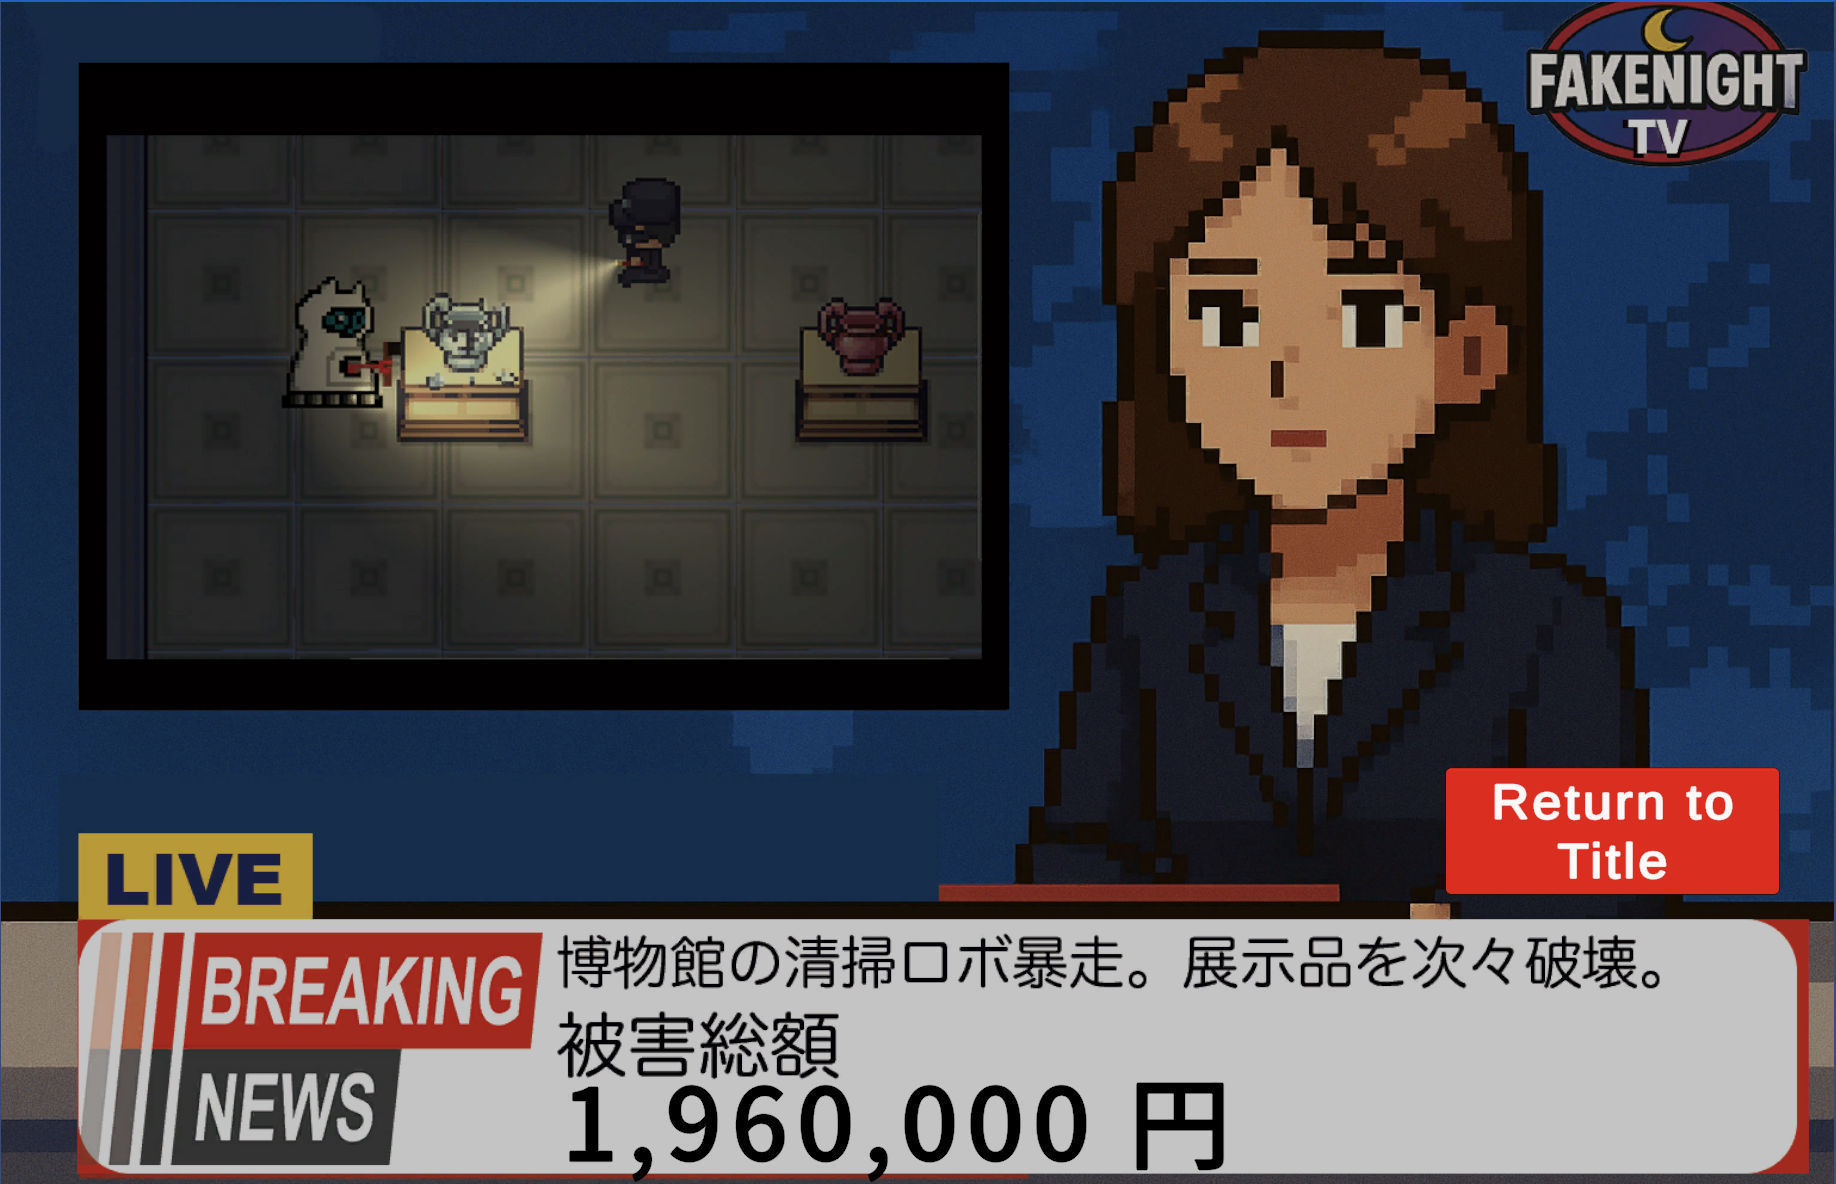 FAKENIGHT
TV
Return to
Title
LIVE
BREAKING
NEWS
博物館の清掃ロボ暴走。展示品を次々破壊。
被害総額
1,960,000 円